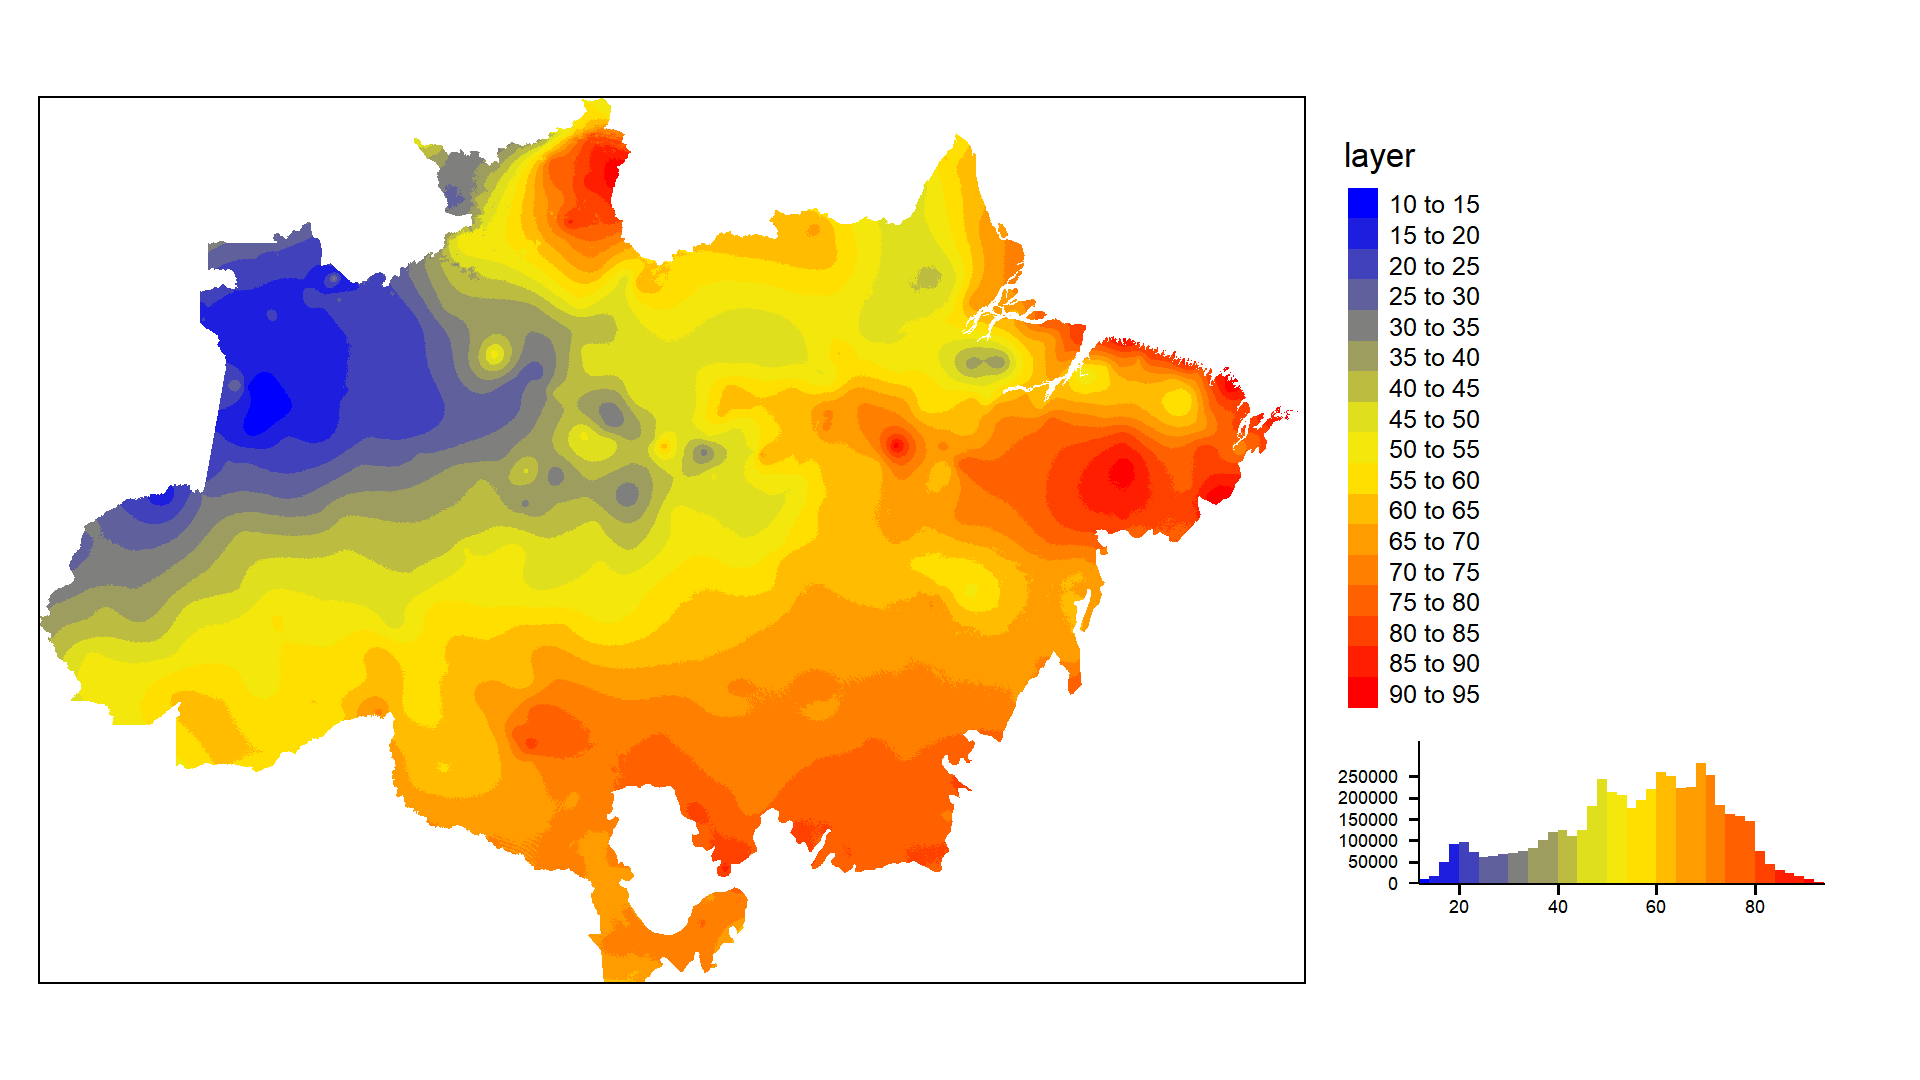 layer
10 to 15
15 to 20
20 to 25
25 to 30
30 to 35
35 to 40
40 to 45
45 to 50
50 to 55
55 to 60
60 to 65
65 to 70
70 to 75
75 to 80
80 to 85
85 to 90
90 to 95
250000
200000
150000
100000
50000
0
20 40 60 80